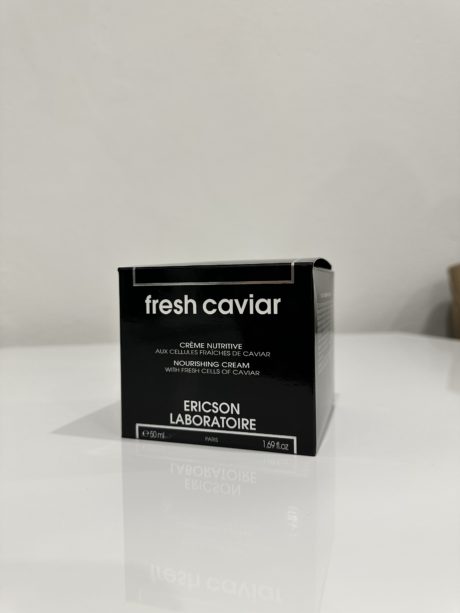 fresh caviar
CRÈME NUTRITIVE
AUX CELLULES FRAÎCHES DE CAVIAR
NOURISHING CREAM
WITH FRESH CELLS OF CAVIAR
ERICSON
LABORATOIRE
℮ 50 ml PARIS 1.69 fl.oz